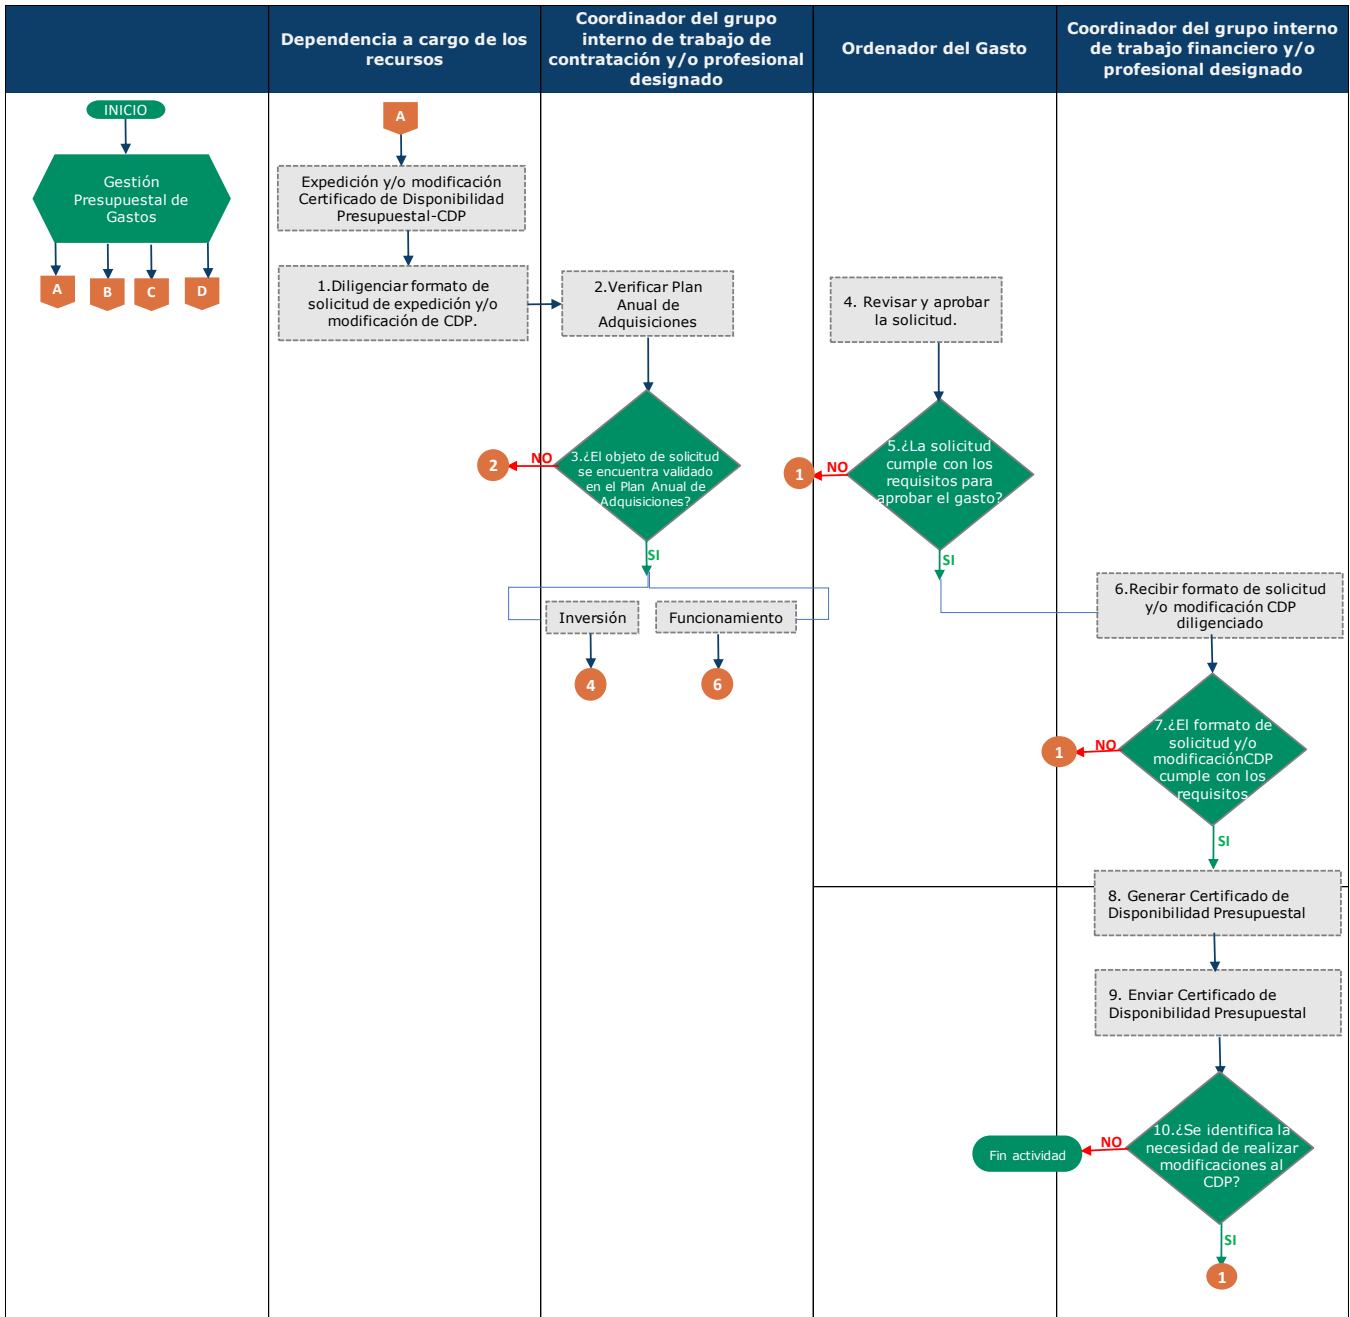 Dependencia a cargo de los
recursos
Coordinador del grupo
interno de trabajo de
contratación y/o profesional
designado
Ordenador del Gasto
Coordinador del grupo interno
de trabajo financiero y/o
profesional designado
INICIO
Gestión
Presupuestal de
Gastos
A
B
C
D
A
Expedición y/o modificación
Certificado de Disponibilidad
Presupuestal-CDP
1.Diligenciar formato de
solicitud de expedición y/o
modificación de CDP.
2.Verificar Plan
Anual de
Adquisiciones
3.¿El objeto de solicitud
se encuentra validado
en el Plan Anual de
Adquisiciones?
NO
2
SI
Inversión
Funcionamiento
4
6
4. Revisar y aprobar
la solicitud.
5.¿La solicitud
cumple con los
requisitos para
aprobar el gasto?
NO
1
SI
6.Recibir formato de solicitud
y/o modificación CDP
diligenciado
7.¿El formato de
solicitud y/o
modificaciónCDP
cumple con los
requisitos
NO
1
SI
8. Generar Certificado de
Disponibilidad Presupuestal
9. Enviar Certificado de
Disponibilidad Presupuestal
10.¿Se identifica la
necesidad de realizar
modificaciones al
CDP?
NO
Fin actividad
SI
1